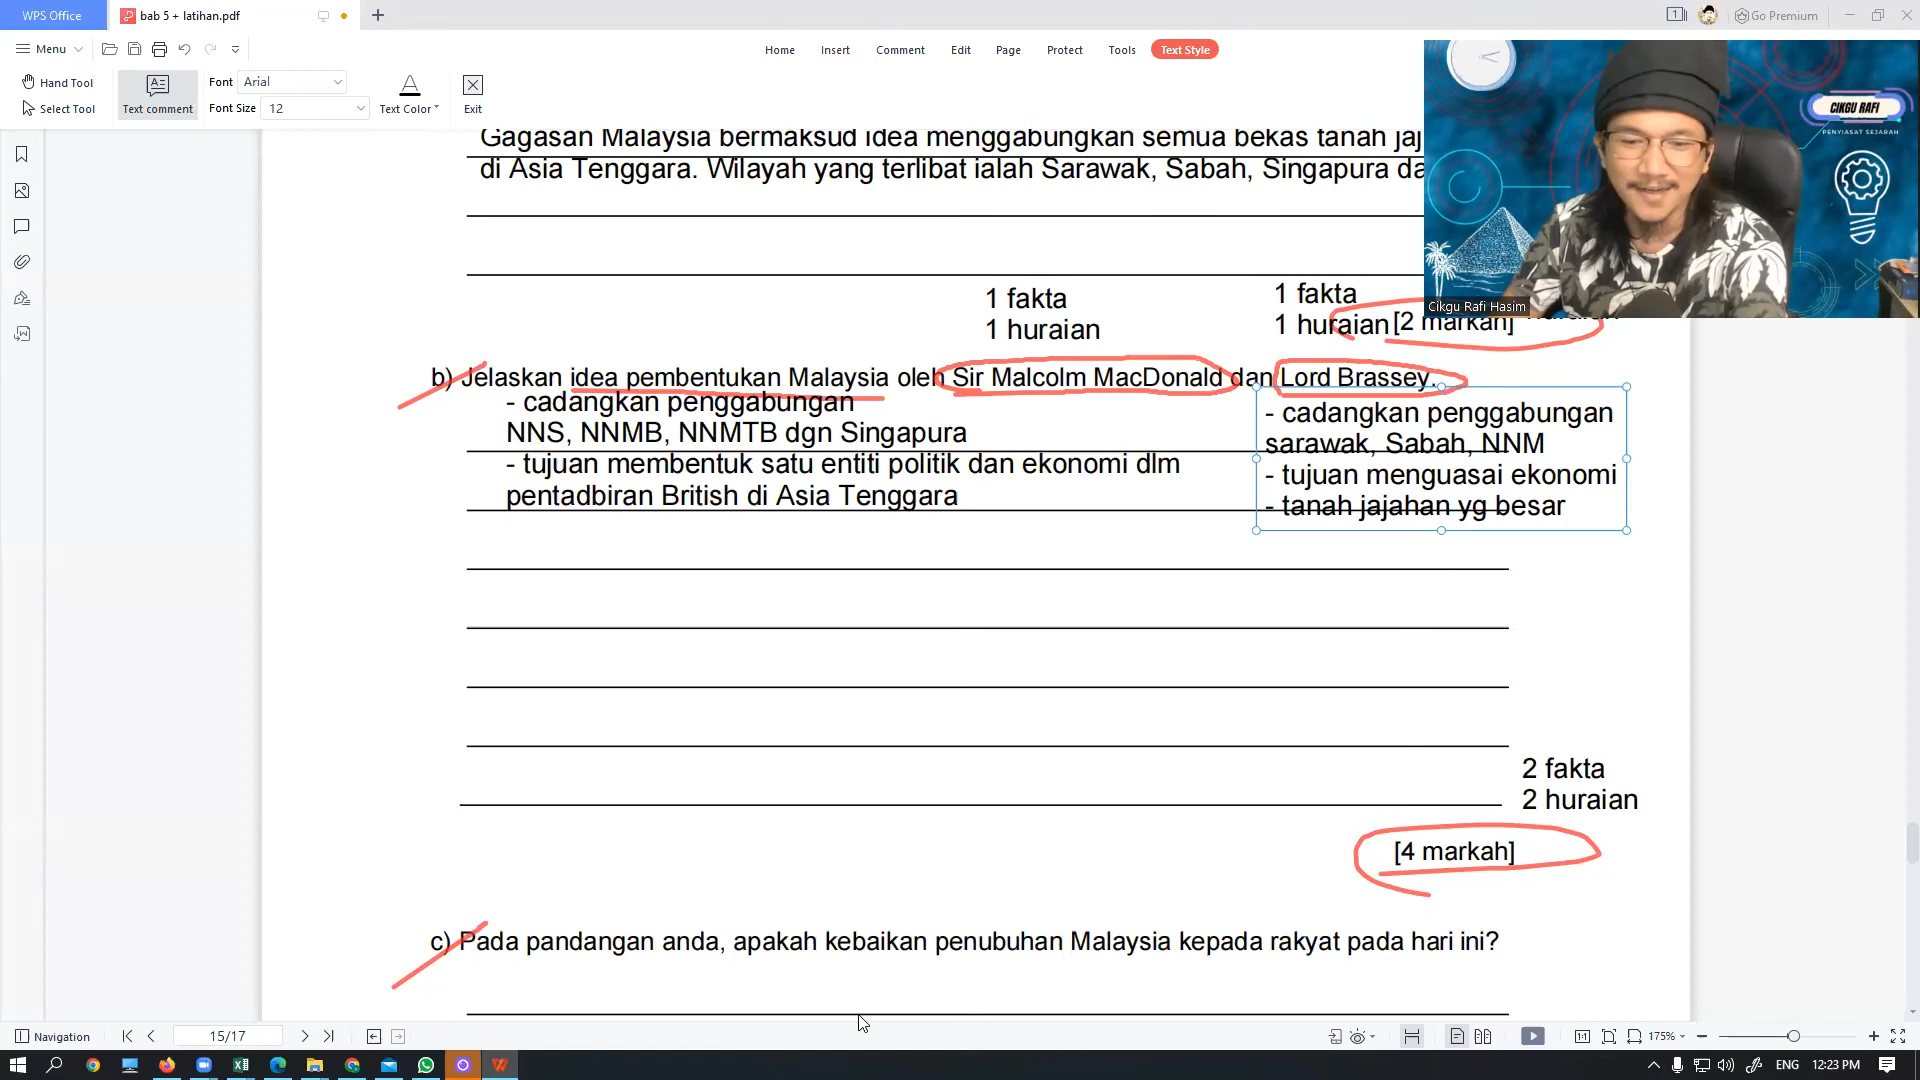 WPS Office
bab 5 + latihan.pdf
1
Go Premium
Menu
Home
Insert
Comment
Edit
Page
Protect
Tools
Text Style
Hand Tool
Select Tool
Text comment
Font
Arial
Font Size
12
Text Color
Exit
CIKGU RAFI
PENYIASAT SEJARAH
Cikgu Rafi Hasim
Gagasan Malaysia bermaksud idea menggabungkan semua bekas tanah
di Asia Tenggara. Wilayah yang terlibat ialah Sarawak, Sabah, Singapura
1 fakta
1 huraian
1 fakta
1 huraian
[2 markah]
b) Jelaskan idea pembentukan Malaysia oleh Sir Malcolm MacDonald dan Lord Brassey.
- cadangkan penggabungan
NNS, NNMB, NNMTB dgn Singapura
- tujuan membentuk satu entiti politik dan ekonomi dlm
pentadbiran British di Asia Tenggara
- cadangkan penggabungan
sarawak, Sabah, NNM
- tujuan menguasai ekonomi
- tanah jajahan yg besar
2 fakta
2 huraian
[4 markah]
c) Pada pandangan anda, apakah kebaikan penubuhan Malaysia kepada rakyat pada hari ini?
Navigation
15/17
175%
ENG
12:23 PM